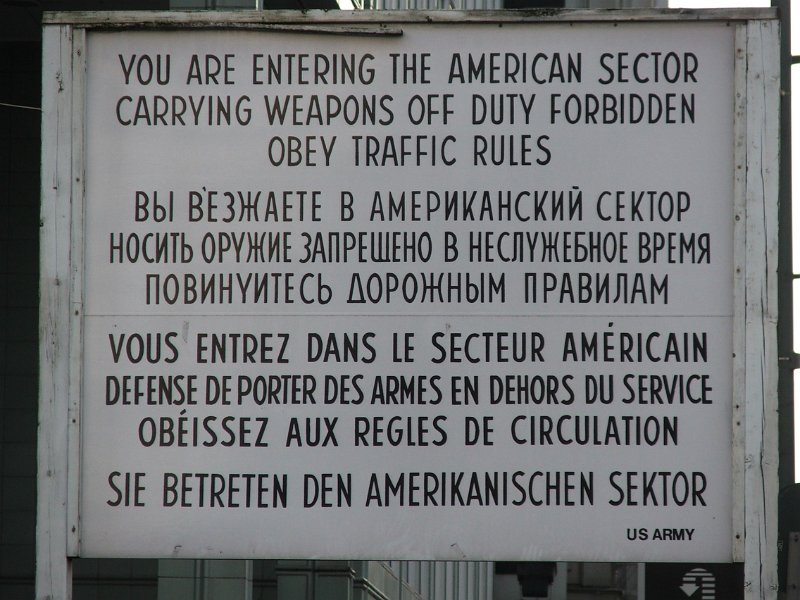 YOU ARE ENTERING THE AMERICAN SECTOR
CARRYING WEAPONS OFF DUTY FORBIDDEN
OBEY TRAFFIC RULES
ВЫ В'ЕЗЖАЕТЕ В АМЕРИКАНСКИЙ СЕКТОР
НОСИТЬ ОРУЖИЕ ЗАПРЕЩЕНО В НЕСЛУЖЕБНОЕ ВРЕМЯ
ПОВИНУИТЕСЬ ДОРОЖНЫМ ПРАВИЛАМ
VOUS ENTREZ DANS LE SECTEUR AMÉRICAIN
DEFENSE DE PORTER DES ARMES EN DEHORS DU SERVICE
OBÉISSEZ AUX REGLES DE CIRCULATION
SIE BETRETEN DEN AMERIKANISCHEN SEKTOR
US ARMY